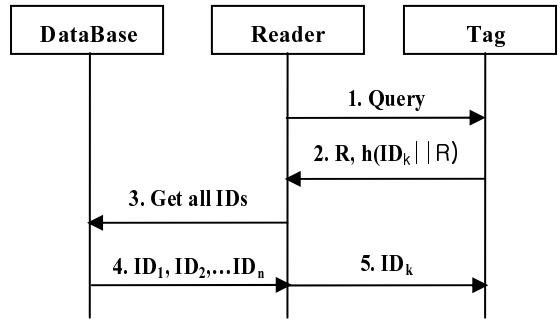 DataBase Reader Tag
1. Query
2. R, h(IDk||R)
3. Get all IDs
4. ID1, ID2,…IDn 5. IDk